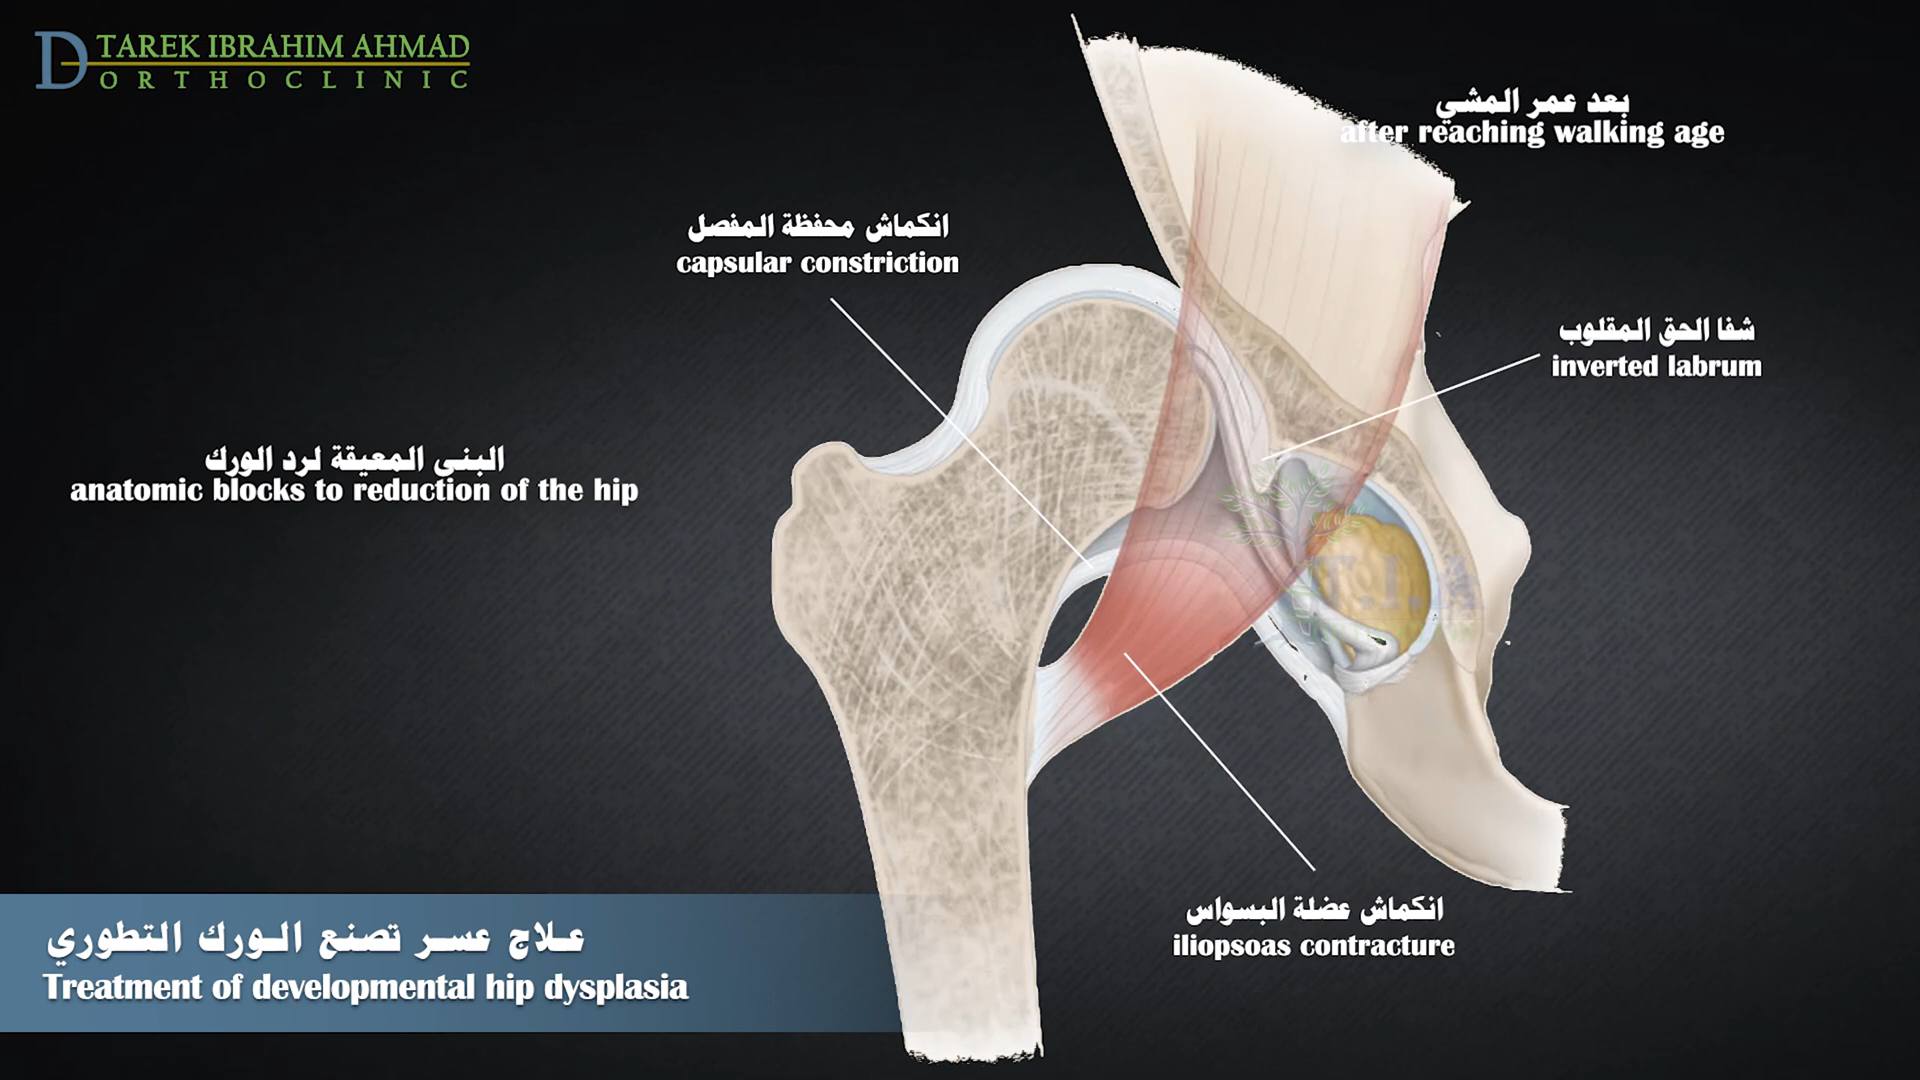 D TAREK IBRAHIM AHMAD
ORTHOCLINIC
بعد عمر المشي
after reaching walking age
انكماش محفظة المفصل
capsular constriction
شفا الحق المقلوب
inverted labrum
البنى المعيقة لرد الورك
anatomic blocks to reduction of the hip
T.I.A
انكماش عضلة البسواس
iliopsoas contracture
علاج عسر تصنع الورك التطوري
Treatment of developmental hip dysplasia